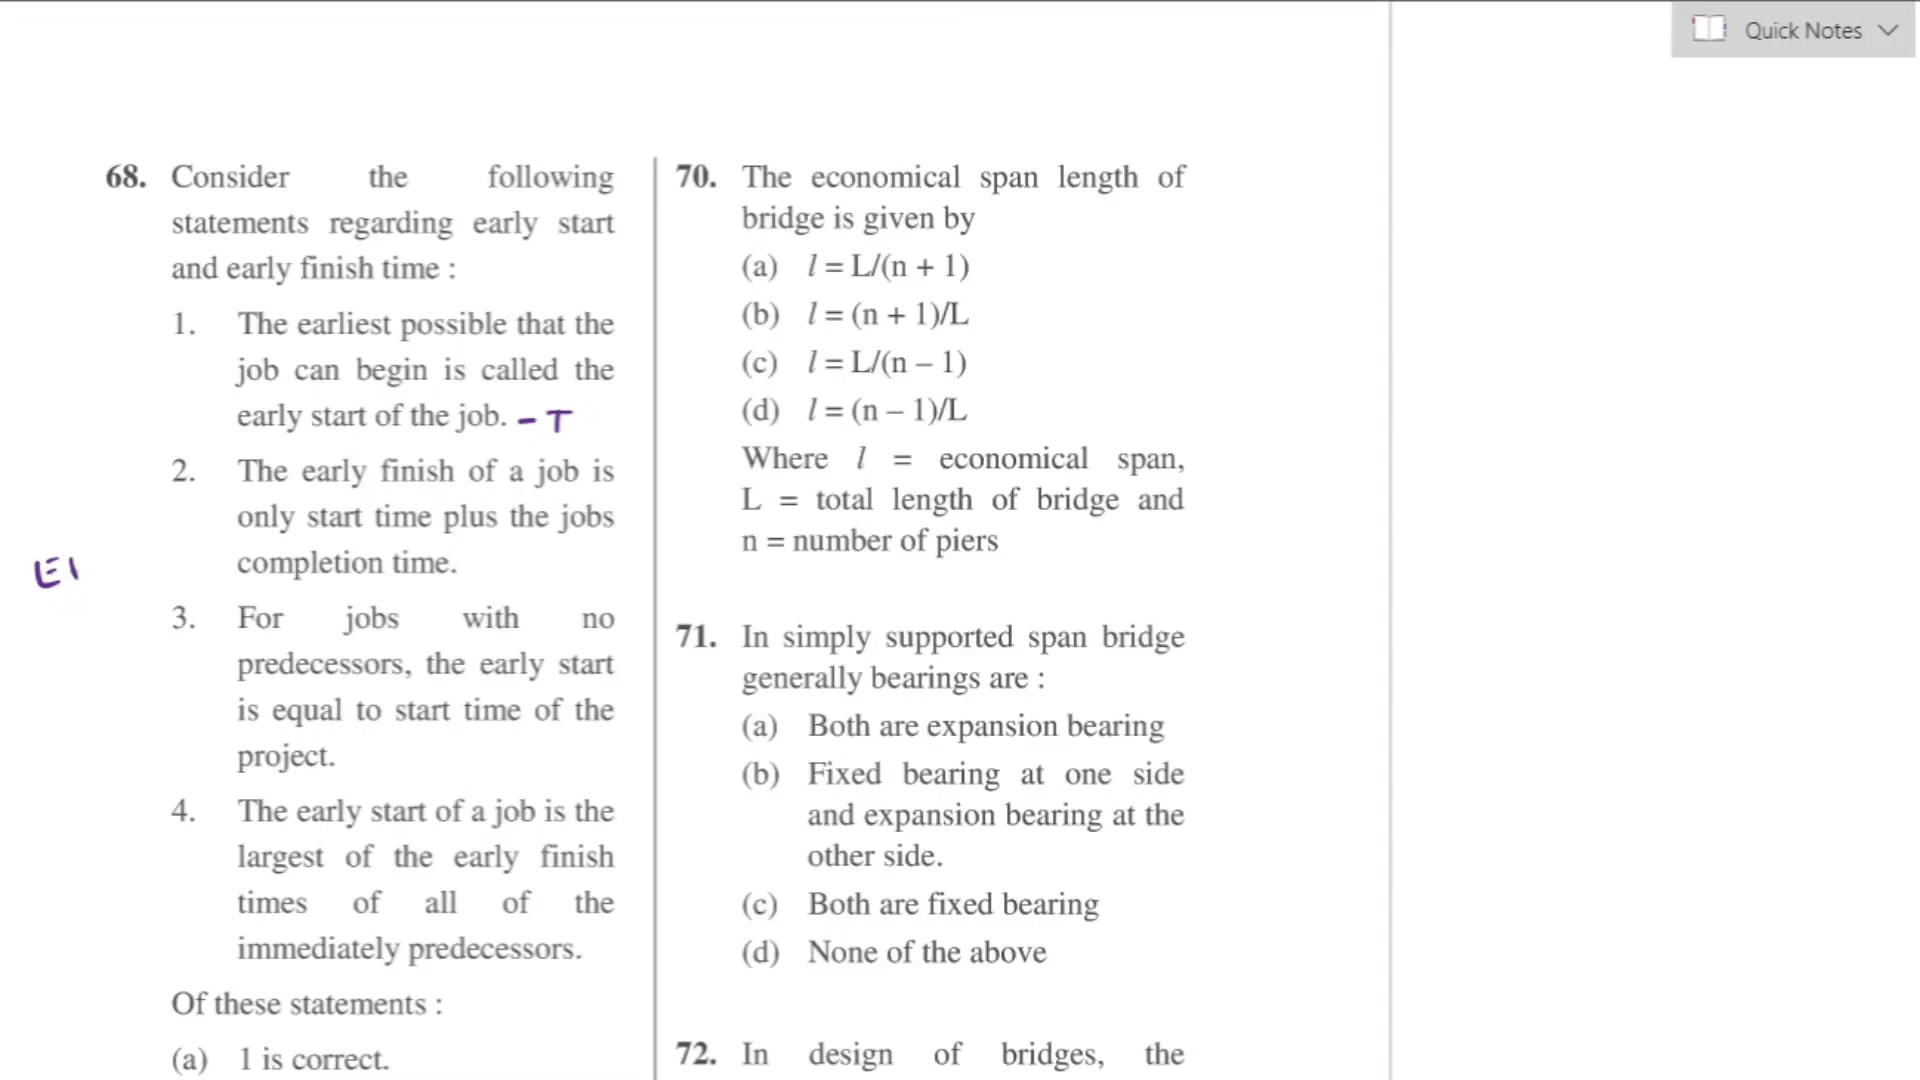 Quick Notes
68. Consider the following
statements regarding early start
and early finish time :
1. The earliest possible that the
job can begin is called the
early start of the job. – T
2. The early finish of a job is
only start time plus the jobs
completion time.
E1
3. For jobs with no
predecessors, the early start
is equal to start time of the
project.
4. The early start of a job is the
largest of the early finish
times of all of the
immediately predecessors.
Of these statements :
(a) 1 is correct.
70. The economical span length of
bridge is given by
(a) l = L/(n + 1)
(b) l = (n + 1)/L
(c) l = L/(n – 1)
(d) l = (n – 1)/L
Where l = economical span,
L = total length of bridge and
n = number of piers
71. In simply supported span bridge
generally bearings are :
(a) Both are expansion bearing
(b) Fixed bearing at one side
and expansion bearing at the
other side.
(c) Both are fixed bearing
(d) None of the above
72. In design of bridges, the